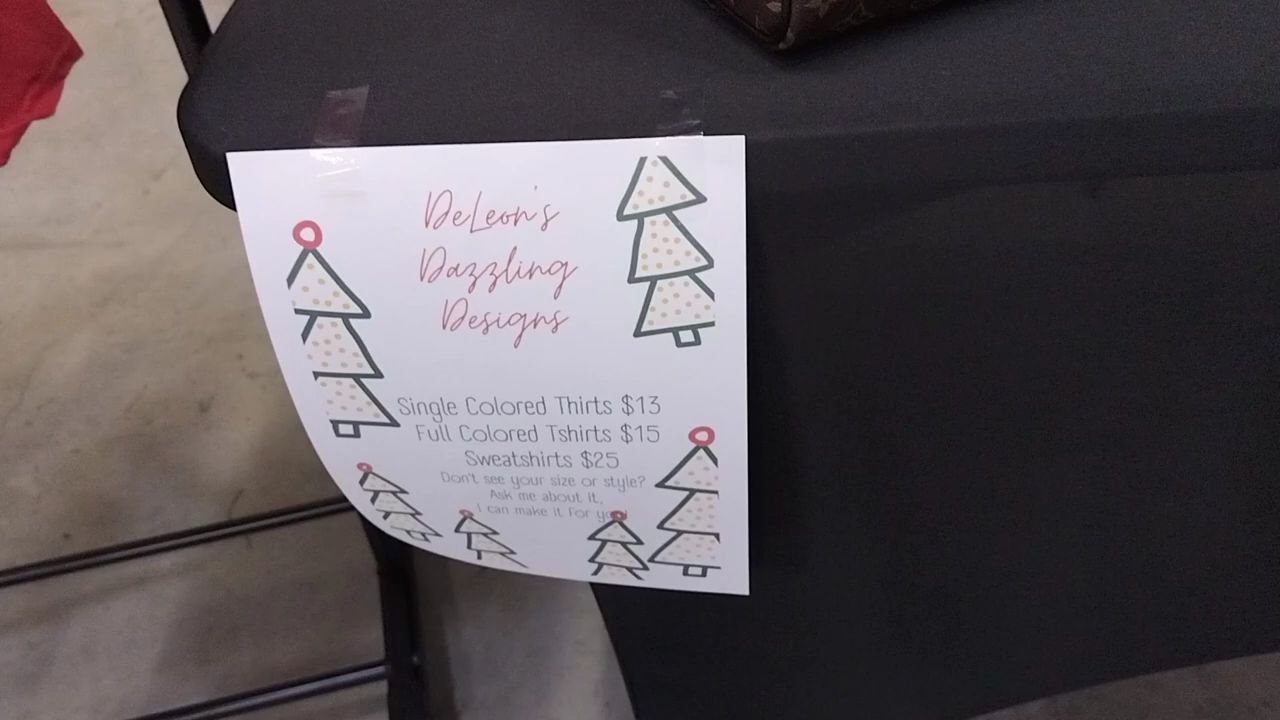 DeLeon's
Dazzling
Designs
Single Colored Thirts $13
Full Colored Tshirts $15
Sweatshirts $25
Don't see your size or style?
Ask me about it,
I can make it for you